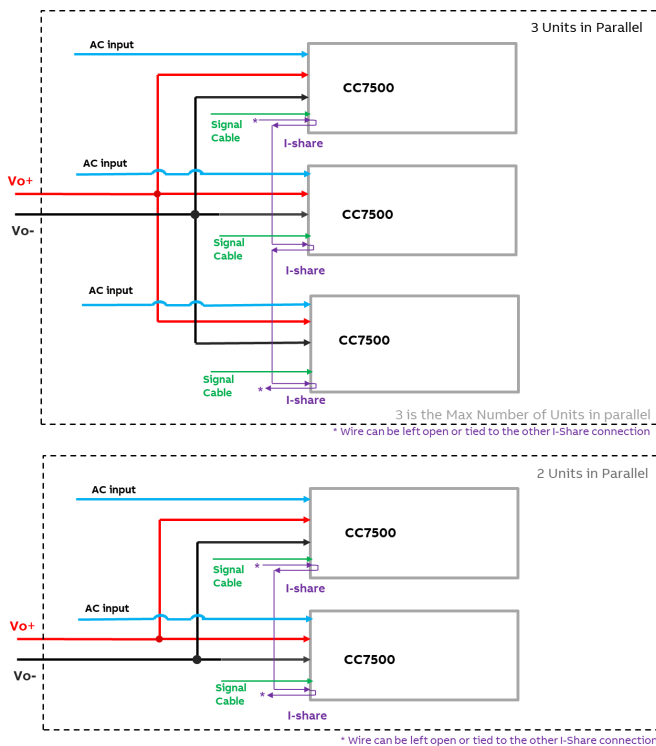 3 Units in Parallel
AC input
CC7500
Signal
Cable
*
I-share
AC input
Vo+
CC7500
Vo-
Signal
Cable
I-share
AC input
CC7500
Signal
Cable
*
I-share
3 is the Max Number of Units in parallel
* Wire can be left open or tied to the other I-Share connection
2 Units in Parallel
AC input
CC7500
Signal
Cable
*
I-share
AC input
Vo+
CC7500
Vo-
Signal
Cable
*
I-share
* Wire can be left open or tied to the other I-Share connection